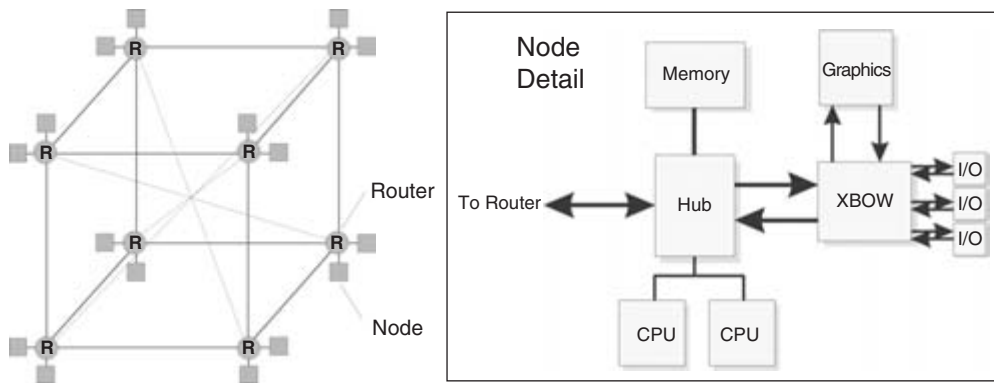 R
R
R
R
R
R
R
R
Router
Node
Node
Detail
Memory
Graphics
To Router
Hub
XBOW
I/O
I/O
I/O
CPU
CPU